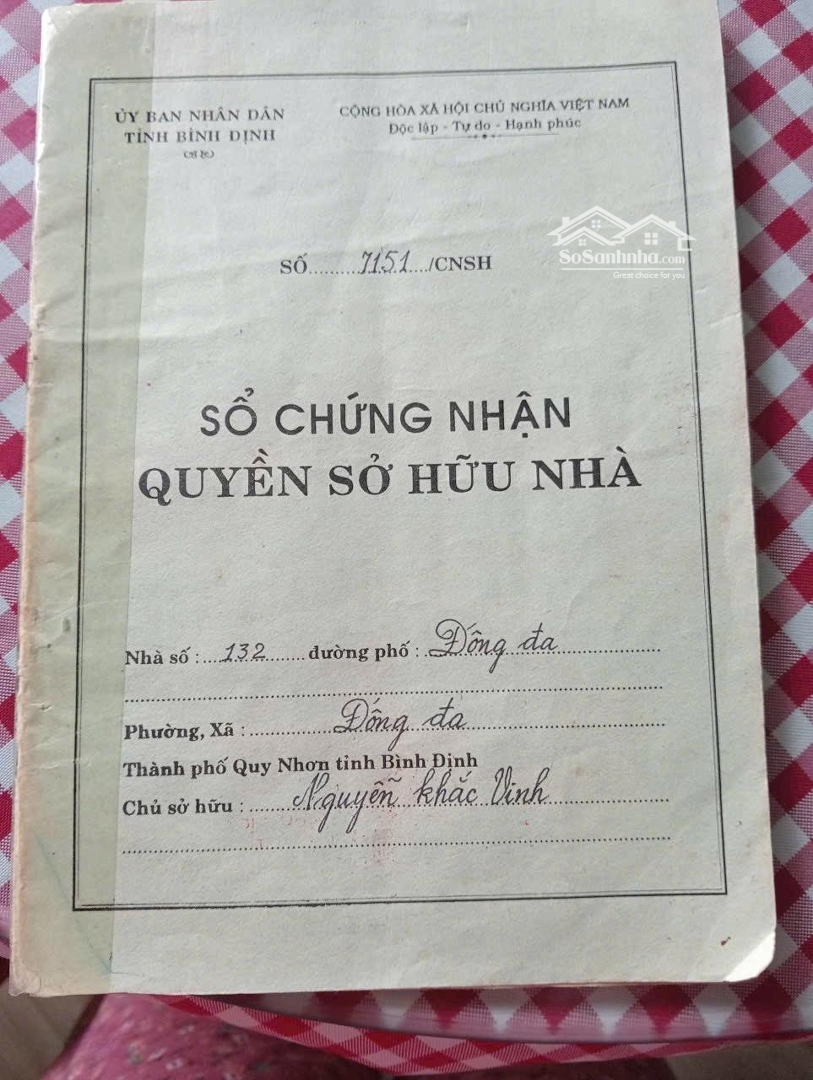 ỦY BAN NHÂN DÂN
TỈNH BÌNH ĐỊNH
CỘNG HÒA XÃ HỘI CHỦ NGHĨA VIỆT NAM
Độc lập - Tự do - Hạnh phúc
SoSanhnha.com
Great choice for you
SỐ..........7151..../CNSH
SỔ CHỨNG NHẬN
QUYỀN SỞ HỮU NHÀ
Nhà số :....132.......đường phố : Đống đa
Phường, Xã : Đống đa
Thành phố Quy Nhơn tỉnh Bình Định
Chủ sở hữu : Nguyễn khắc Vinh